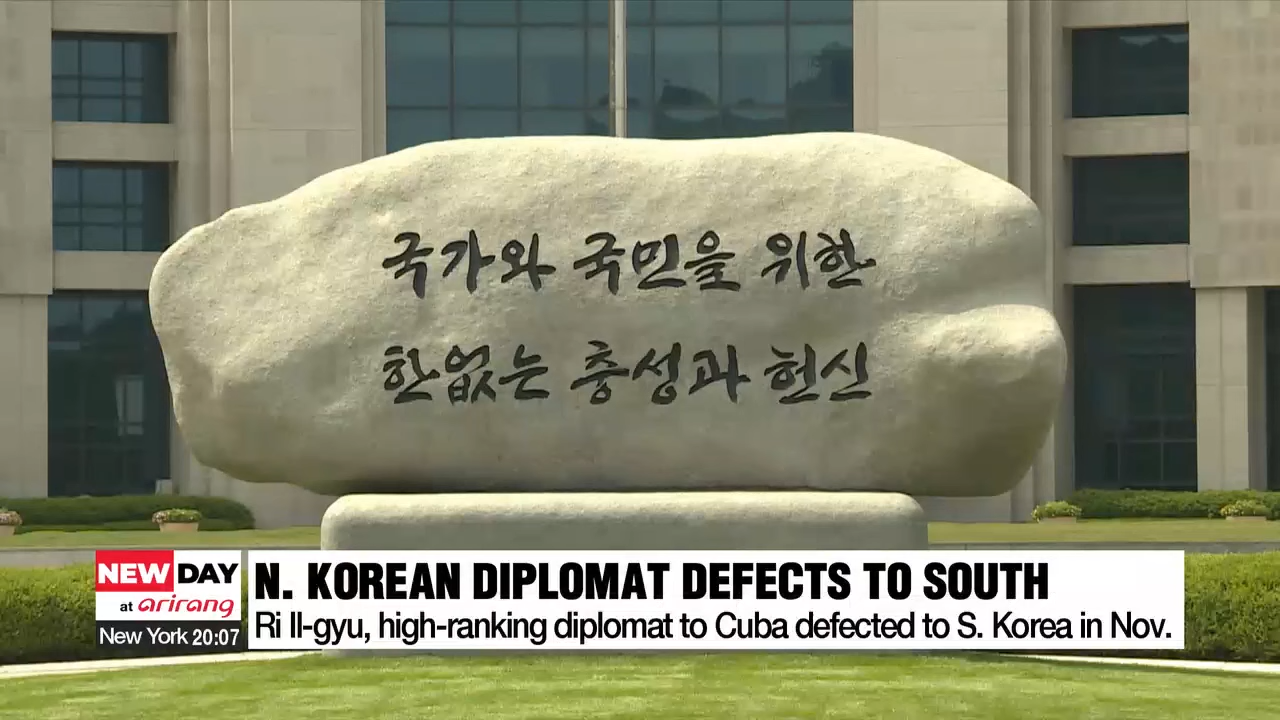 국가와 국민을 위한
한없는 충성과 헌신
NEW DAY
at arirang
New York 20:07
N. KOREAN DIPLOMAT DEFECTS TO SOUTH
Ri Il-gyu, high-ranking diplomat to Cuba defected to S. Korea in Nov.